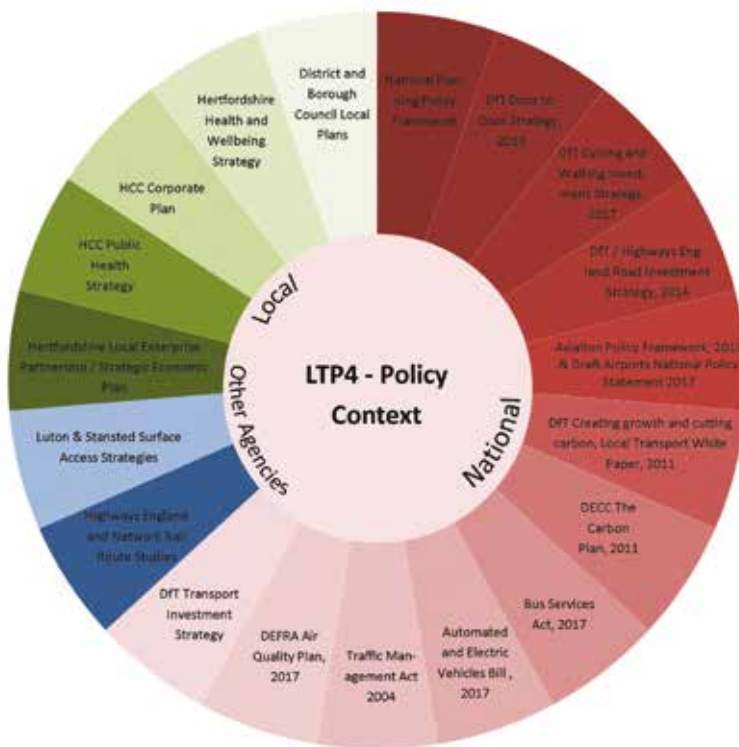 LTP4 - Policy
Context
National
National Plan-
ning Policy
Framework
DfT Door to
Door Strategy,
2013
DfT Cycling and
Walking Invest-
ment Strategy,
2017
DfT / Highways Eng
land Road Investment
Strategy, 2014
Aviation Policy Framework,
& Draft Airports National Policy
Statement 2017
DfT Creating growth and cutting
carbon, Local Transport White
Paper, 2011
DECC The
Carbon
Plan, 2011
Bus Services
Act, 2017
Automated
and Electric
Vehicles Bill ,
2017
Traffic Man-
agement Act
2004
DEFRA Air
Quality Plan,
2017
DfT Transport
Investment
Strategy
Other Agencies
Highways England
and Network Rail
Route Studies
Luton & Stansted Surface
Access Strategies
Local
Hertfordshire Local Enterprise
Partnership / Strategic Economic
Plan
HCC Public
Health
Strategy
HCC Corporate
Plan
Hertfordshire
Health and
Wellbeing
Strategy
District and
Borough
Council Local
Plans